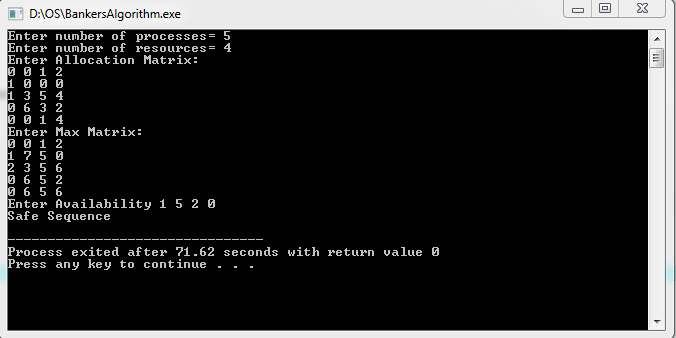 D:\OS\BankersAlgorithm.exe
Enter number of processes= 5
Enter number of resources= 4
Enter Allocation Matrix:
0 0 1 2
1 0 0 0
1 3 5 4
0 6 3 2
0 0 1 4
Enter Max Matrix:
0 0 1 2
1 7 5 0
2 3 5 6
0 6 5 2
0 6 5 6
Enter Availability 1 5 2 0
Safe Sequence
--------------------------------
Process exited after 71.62 seconds with return value 0
Press any key to continue . . .